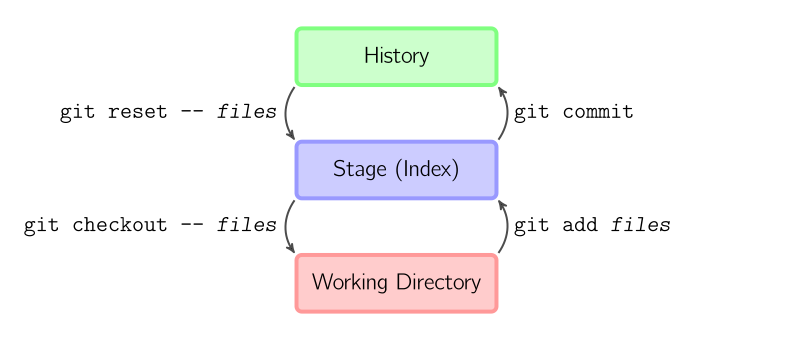 History
git reset -- files
git commit
Stage (Index)
git checkout -- files
git add files
Working Directory